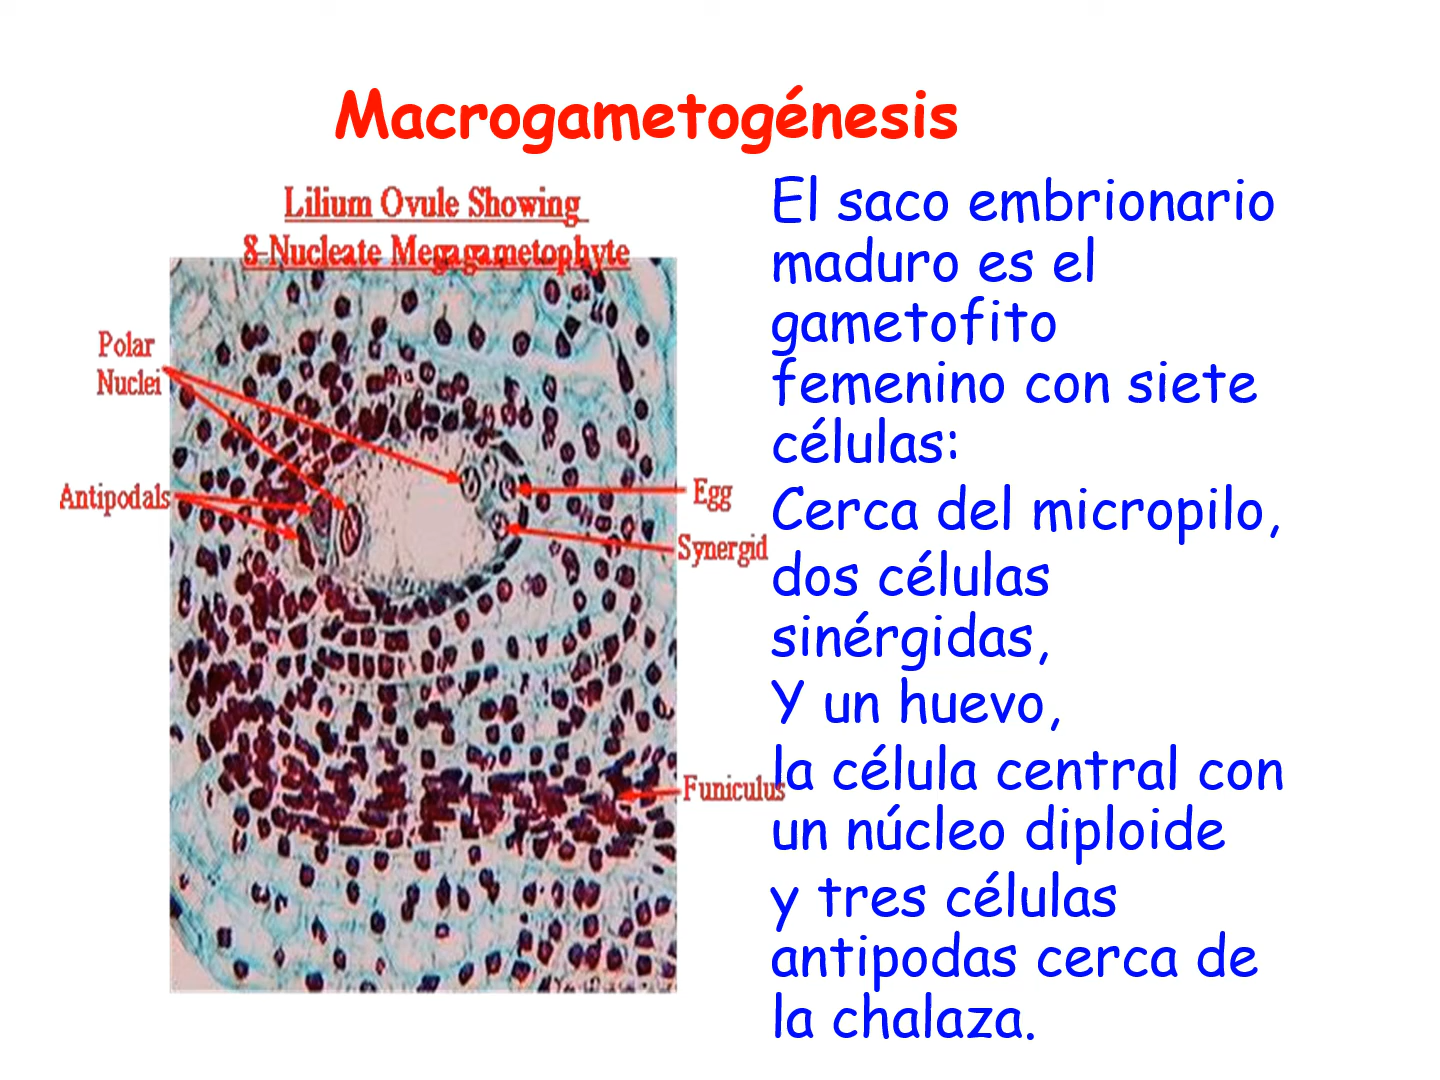 Macrogametogénesis
Lilium Ovule Showing
8-Nucleate Megagametophyte
Polar
Nuclei
Antipodals
Egg
Synergid
Funiculus
El saco embrionario
maduro es el
gametofito
femenino con siete
células:
Cerca del micropilo,
dos células
sinérgidas,
Y un huevo,
la célula central con
un núcleo diploide
y tres células
antipodas cerca de
la chalaza.